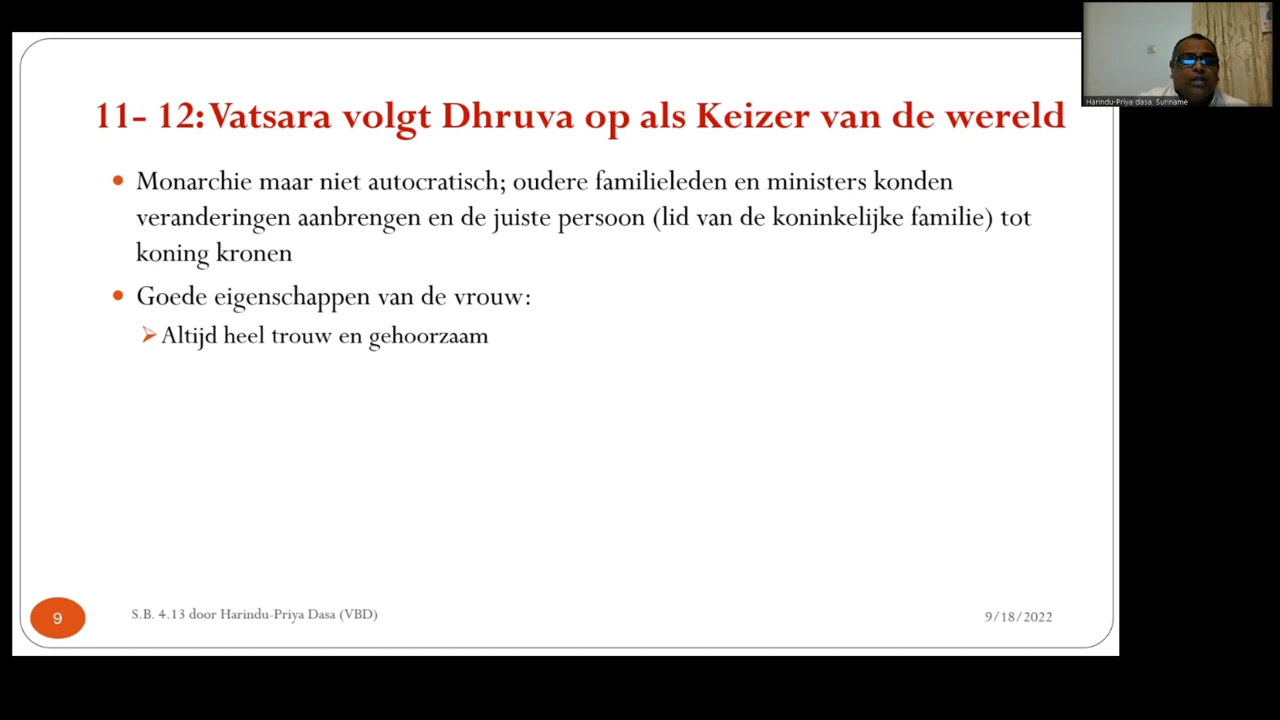 Harindu-Priya dasa, Suriname
11- 12: Vatsara volgt Dhruva op als Keizer van de wereld
• Monarchie maar niet autocratisch; oudere familieleden en ministers konden
veranderingen aanbrengen en de juiste persoon (lid van de koninkelijke familie) tot
koning kronen
• Goede eigenschappen van de vrouw:
➢ Altijd heel trouw en gehoorzaam
9
S.B. 4.13 door Harindu-Priya Dasa (VBD)
9/18/2022